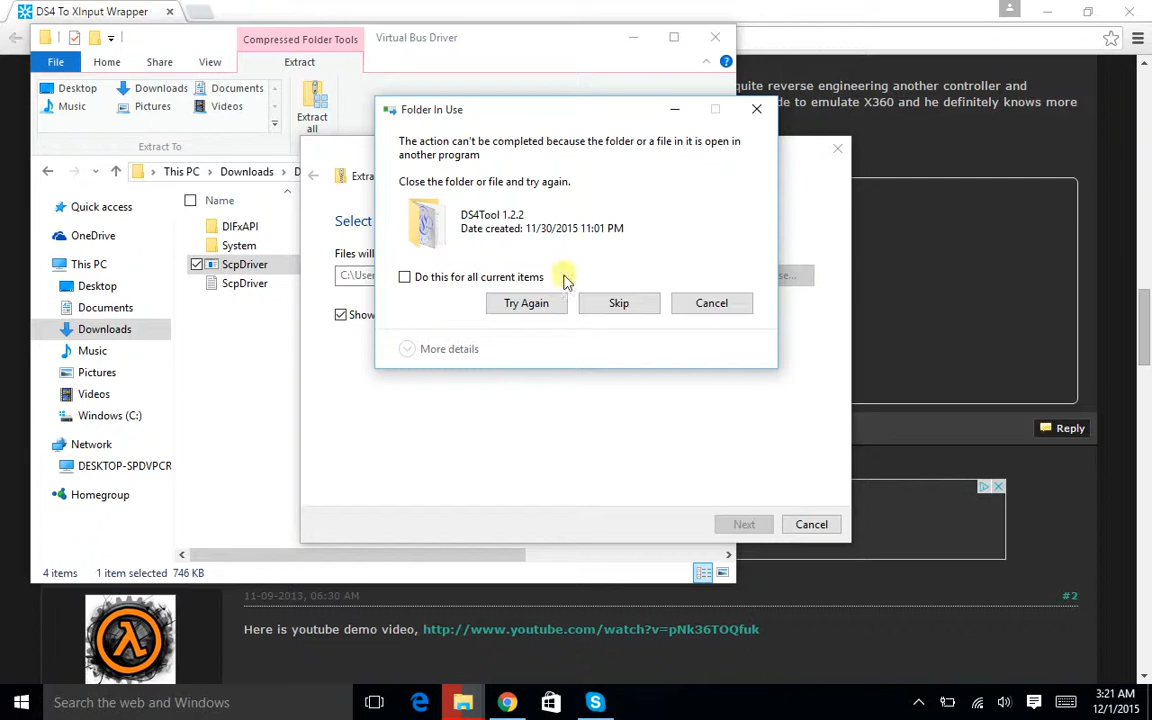 DS4 To XInput Wrapper
Compressed Folder Tools
Virtual Bus Driver
File
Home
Share
View
Extract
Desktop
Downloads
Documents
Music
Pictures
Videos
Extract
all
Extract To
This PC
Downloads
Quick access
OneDrive
This PC
Desktop
Documents
Downloads
Music
Pictures
Videos
Windows (C:)
Network
DESKTOP-SPDVPCR
Homegroup
Name
DIFxAPI
System
ScpDriver
ScpDriver
4 items
1 item selected 746 KB
Select
Files will
C:\User
Show
Next
Cancel
Folder In Use
The action can't be completed because the folder or a file in it is open in
another program
Close the folder or file and try again.
DS4Tool 1.2.2
Date created: 11/30/2015 11:01 PM
Do this for all current items
Try Again
Skip
Cancel
More details
quite reverse engineering another controller and
to emulate X360 and he definitely knows more
Reply
11-09-2013, 06:30 AM
#2
Here is youtube demo video, http://www.youtube.com/watch?v=pNk36TOQfuk
Search the web and Windows
3:21 AM
12/1/2015